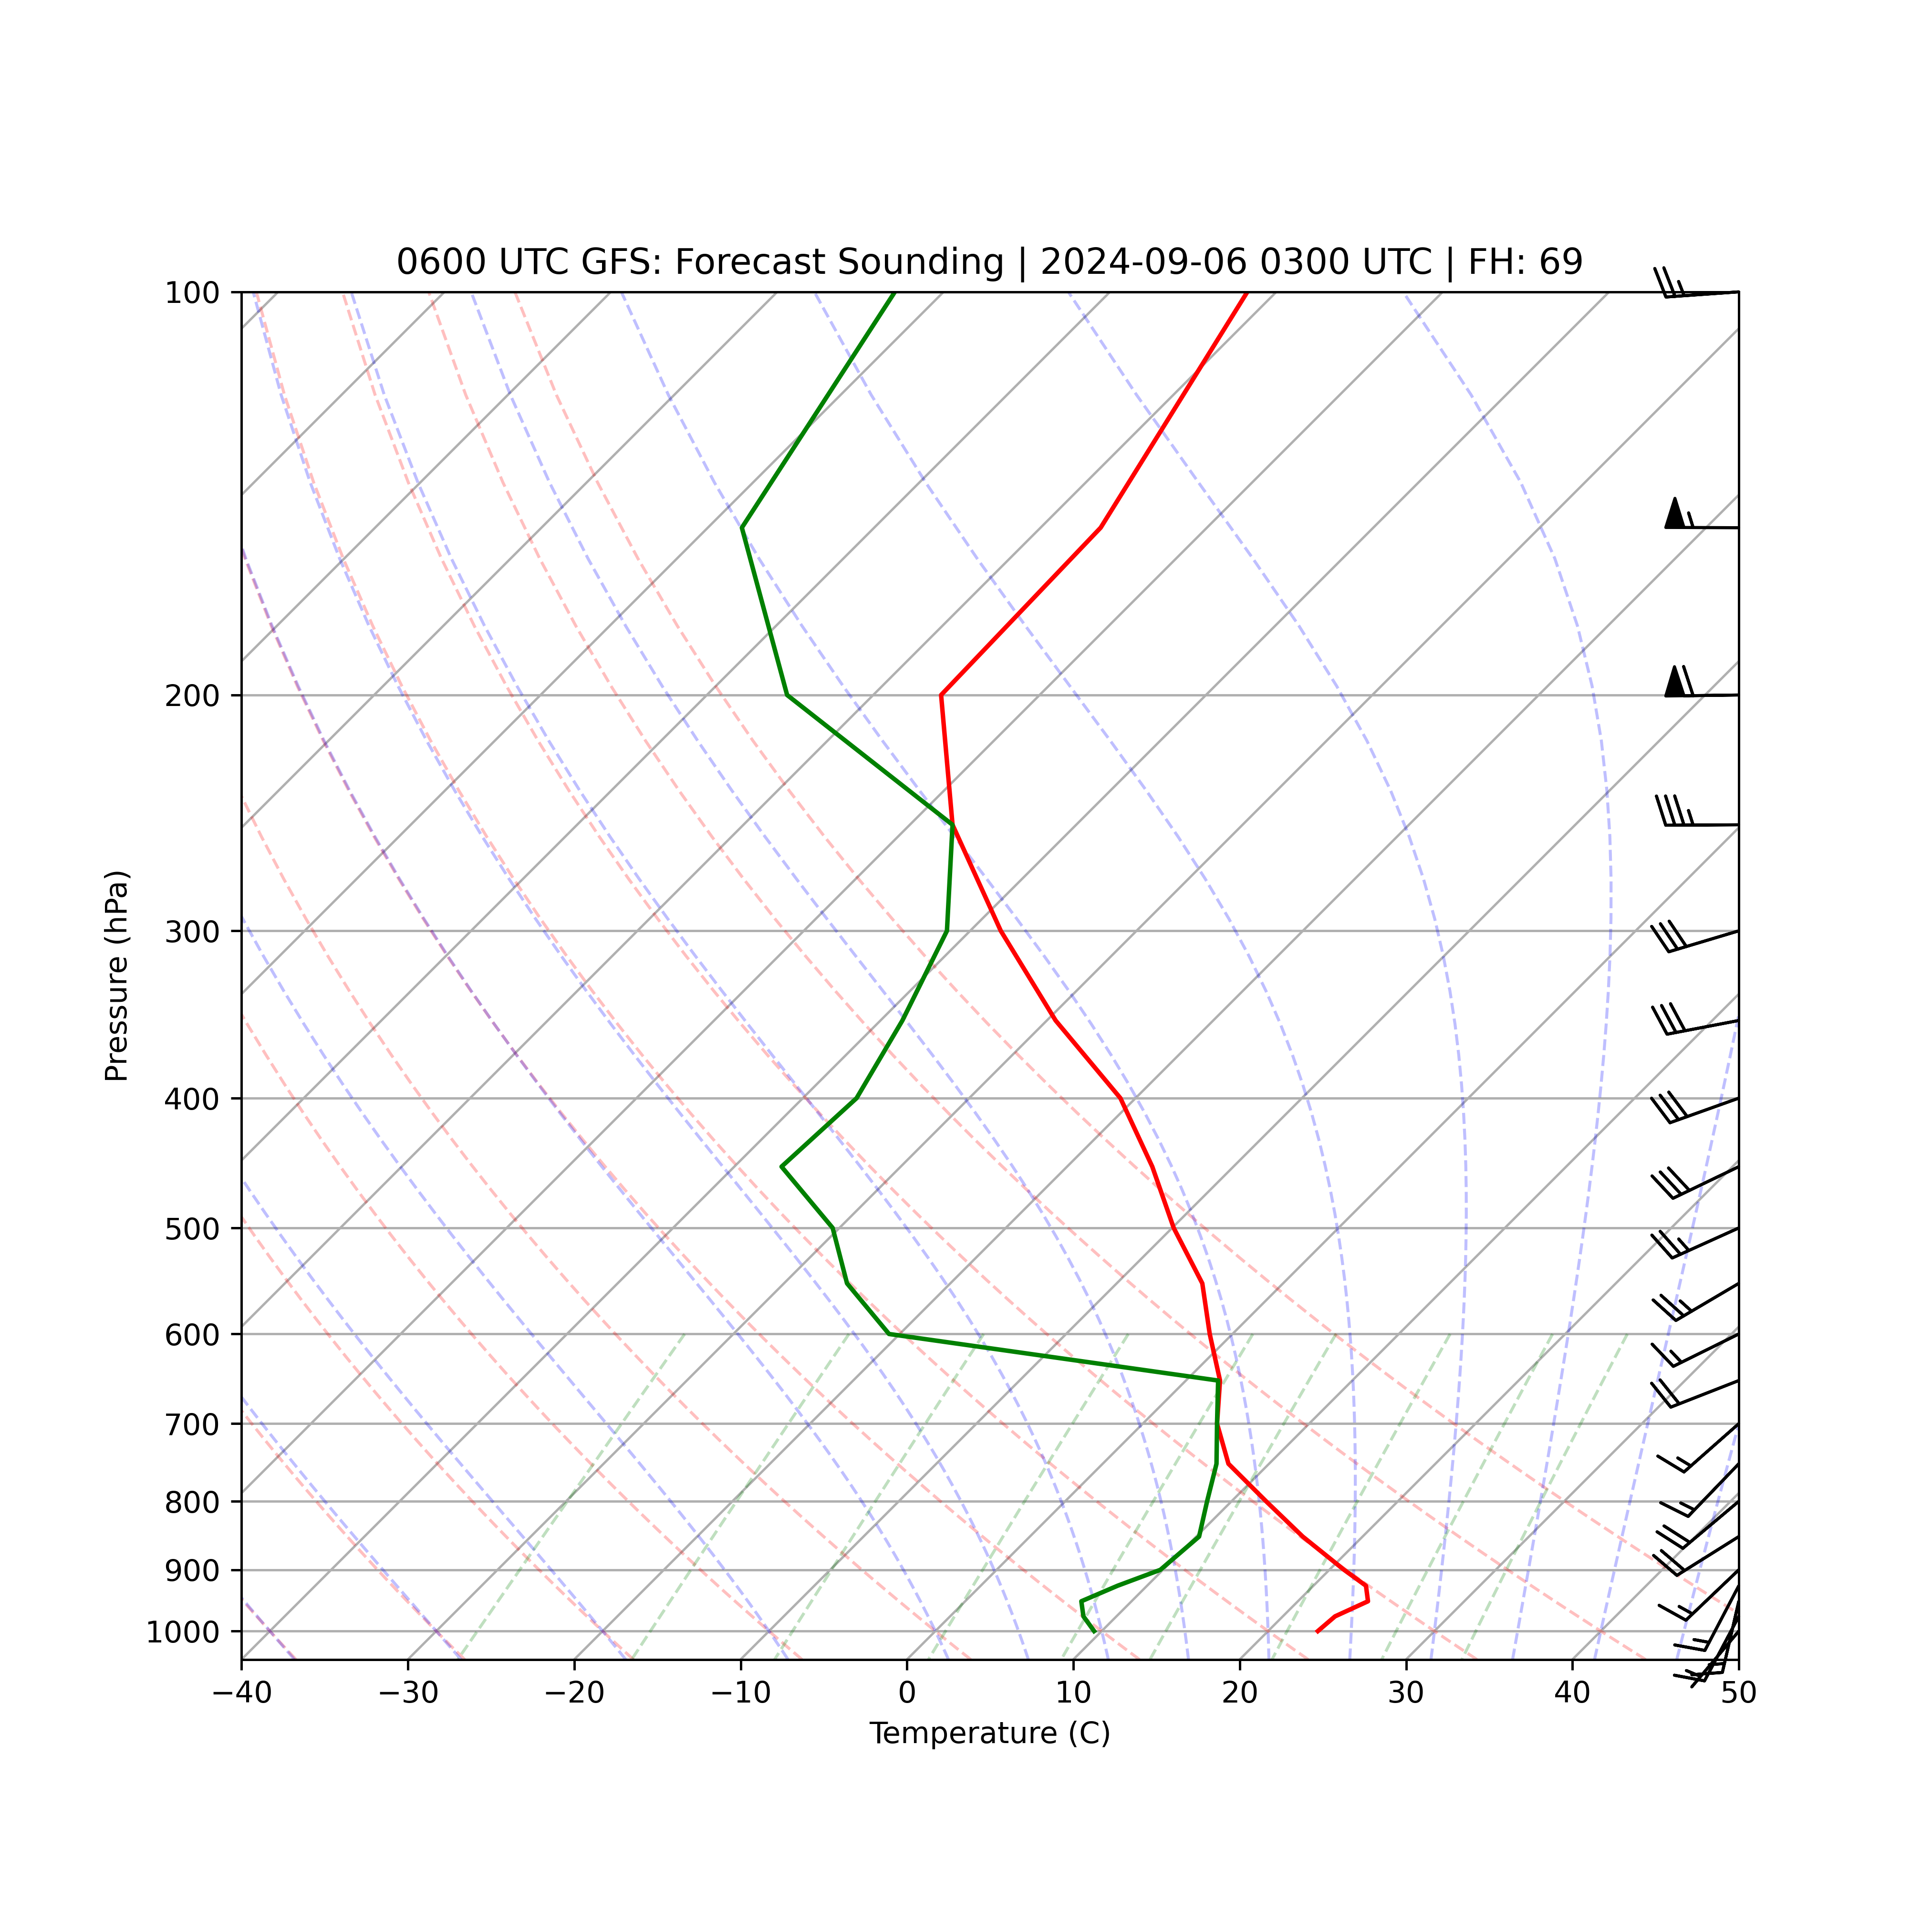 0600 UTC GFS: Forecast Sounding | 2024-09-06 0300 UTC | FH: 69
100
200
300
400
500
600
700
800
900
1000
Pressure (hPa)
−40 −30 −20 −10 0 10 20 30 40 50
Temperature (C)